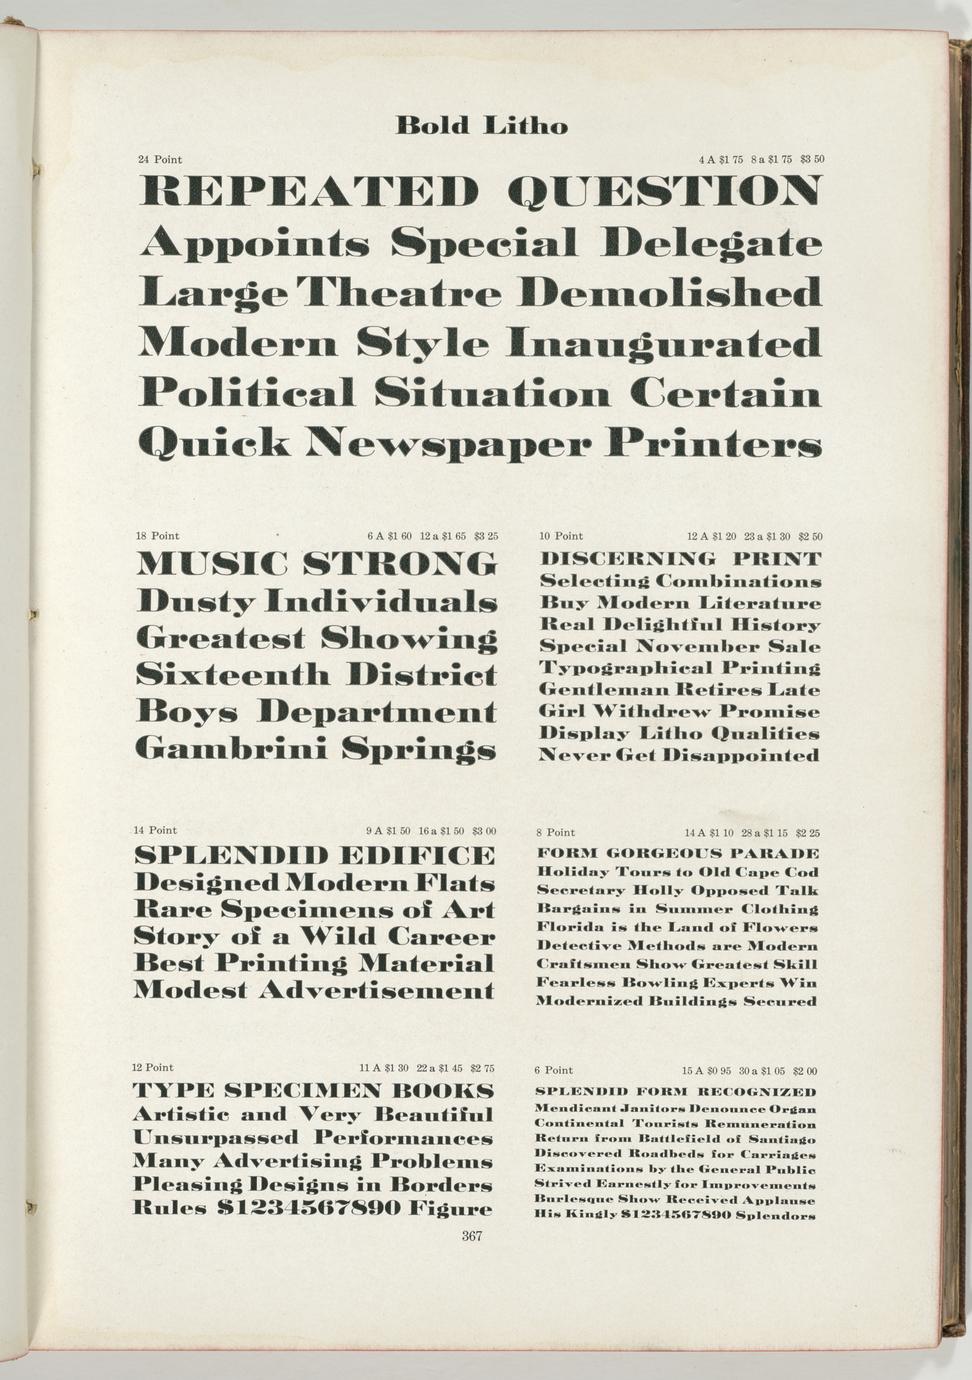 Bold Litho
24 Point 4 A $1 75 8 a $1 75 $3 50
REPEATED QUESTION
Appoints Special Delegate
Large Theatre Demolished
Modern Style Inaugurated
Political Situation Certain
Quick Newspaper Printers
18 Point 6 A $1 60 12 a $1 65 $3 25
MUSIC STRONG
Dusty Individuals
Greatest Showing
Sixteenth District
Boys Department
Gambrini Springs
14 Point 9 A $1 50 16 a $1 50 $3 00
SPLENDID EDIFICE
Designed Modern Flats
Rare Specimens of Art
Story of a Wild Career
Best Printing Material
Modest Advertisement
12 Point 11 A $1 30 22 a $1 45 $2 75
TYPE SPECIMEN BOOKS
Artistic and Very Beautiful
Unsurpassed Performances
Many Advertising Problems
Pleasing Designs in Borders
Rules $1234567890 Figure
10 Point 12 A $1 20 23 a $1 30 $2 50
DISCERNING PRINT
Selecting Combinations
Buy Modern Literature
Real Delightful History
Special November Sale
Typographical Printing
Gentleman Retires Late
Girl Withdrew Promise
Display Litho Qualities
Never Get Disappointed
8 Point 14 A $1 10 28 a $1 15 $2 25
FORM GORGEOUS PARADE
Holiday Tours to Old Cape Cod
Secretary Holly Opposed Talk
Bargains in Summer Clothing
Florida is the Land of Flowers
Detective Methods are Modern
Craftsmen Show Greatest Skill
Fearless Bowling Experts Win
Modernized Buildings Secured
6 Point 15 A $0 95 30 a $1 05 $2 00
SPLENDID FORM RECOGNIZED
Mendicant Janitors Denounce Organ
Continental Tourists Remuneration
Return from Battlefield of Santiago
Discovered Roadbeds for Carriages
Examinations by the General Public
Strived Earnestly for Improvements
Burlesque Show Received Applause
His Kingly $1234567890 Splendors
367